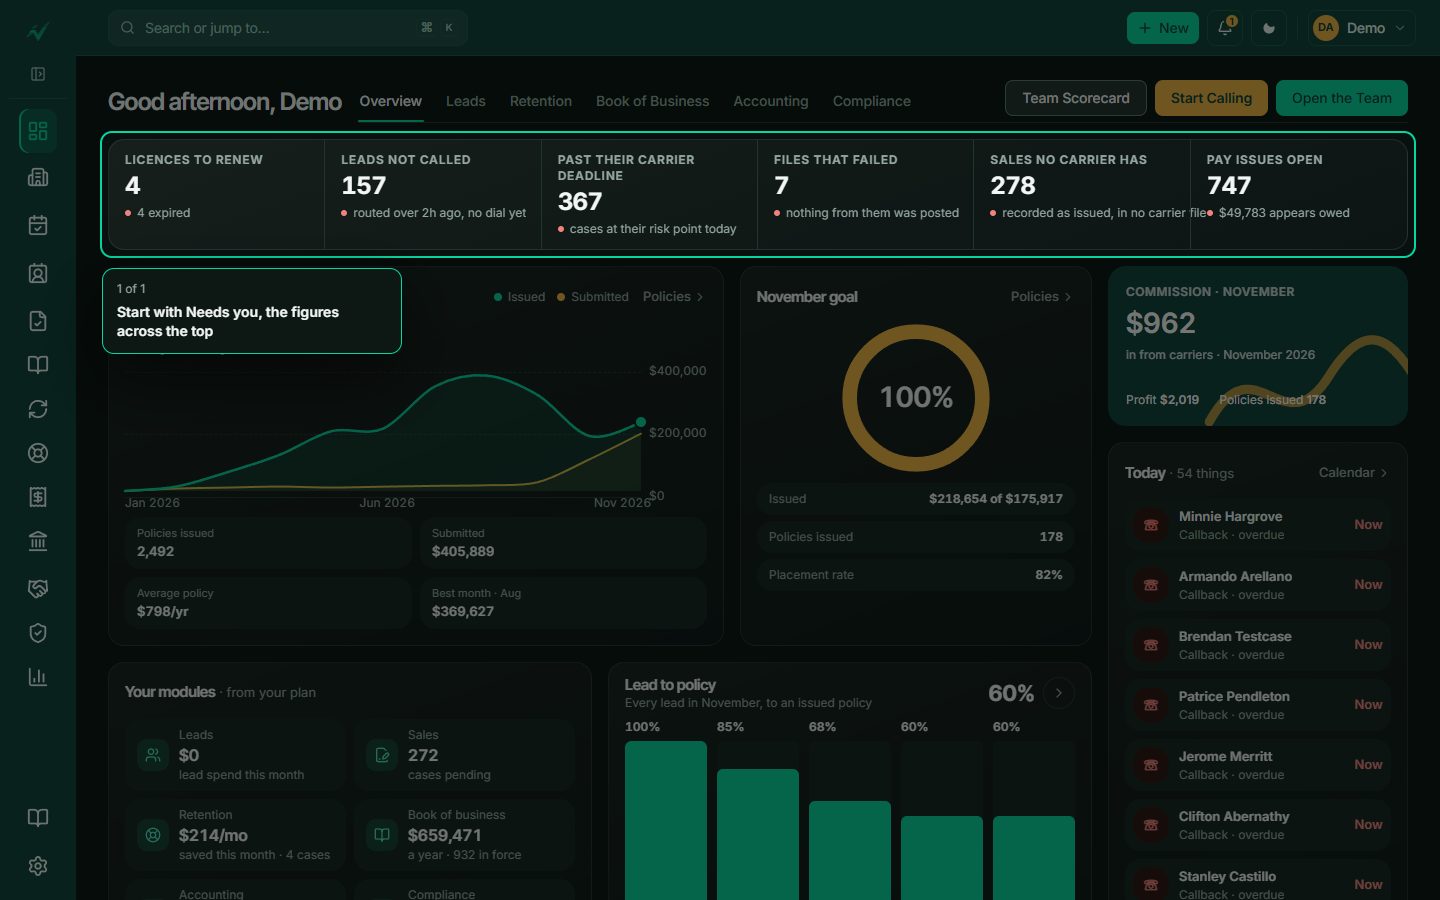 Search or jump to...
⌘ K
New
1
DA
Demo
Good afternoon, Demo
Overview
Leads
Retention
Book of Business
Accounting
Compliance
Team Scorecard
Start Calling
Open the Team
LICENCES TO RENEW
4
4 expired
LEADS NOT CALLED
157
routed over 2h ago, no dial yet
PAST THEIR CARRIER
DEADLINE
367
cases at their risk point today
FILES THAT FAILED
7
nothing from them was posted
SALES NO CARRIER HAS
278
recorded as issued, in no carrier file
PAY ISSUES OPEN
747
$49,783 appears owed
1 of 1
Start with Needs you, the figures
across the top
Issued
Submitted
Policies
$400,000
$200,000
$0
Jan 2026
Jun 2026
Nov 2026
Policies issued
2,492
Submitted
$405,889
Average policy
$798/yr
Best month · Aug
$369,627
November goal
Policies
100%
Issued
$218,654 of $175,917
Policies issued
178
Placement rate
82%
COMMISSION · NOVEMBER
$962
in from carriers · November 2026
Profit $2,019
Policies issued 178
Today · 54 things
Calendar
Minnie Hargrove
Callback · overdue
Now
Armando Arellano
Callback · overdue
Now
Brendan Testcase
Callback · overdue
Now
Patrice Pendleton
Callback · overdue
Now
Jerome Merritt
Callback · overdue
Now
Clifton Abernathy
Callback · overdue
Now
Stanley Castillo
Callback · overdue
Now
Your modules · from your plan
Leads
$0
lead spend this month
Sales
272
cases pending
Retention
$214/mo
saved this month · 4 cases
Book of business
$659,471
a year · 932 in force
Accounting
Compliance
Lead to policy
Every lead in November, to an issued policy
60%
100%
85%
68%
60%
60%